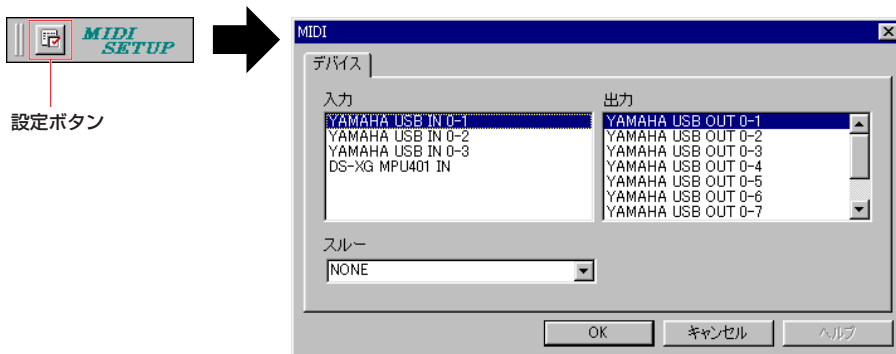 MIDI
SETUP
設定ボタン
MIDI
デバイス
入力
YAMAHA USB IN 0-1
YAMAHA USB IN 0-2
YAMAHA USB IN 0-3
DS-XG MPU401 IN
出力
YAMAHA USB OUT 0-1
YAMAHA USB OUT 0-2
YAMAHA USB OUT 0-3
YAMAHA USB OUT 0-4
YAMAHA USB OUT 0-5
YAMAHA USB OUT 0-6
YAMAHA USB OUT 0-7
スルー
NONE
OK
キャンセル
ヘルプ